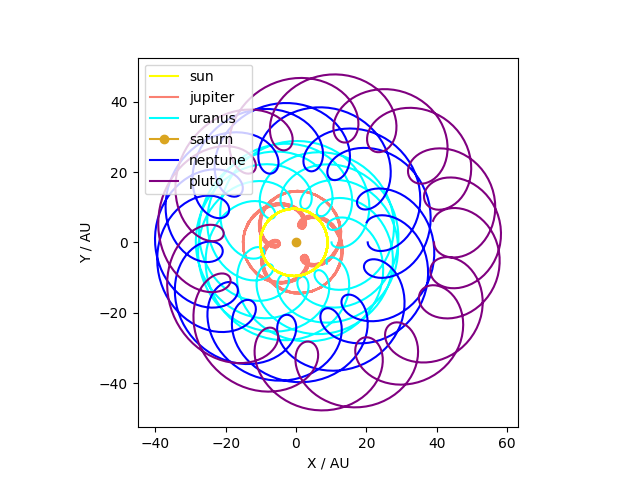 sun
jupiter
uranus
saturn
neptune
pluto
40
20
0
−20
−40
Y / AU
−40 −20 0 20 40 60
X / AU